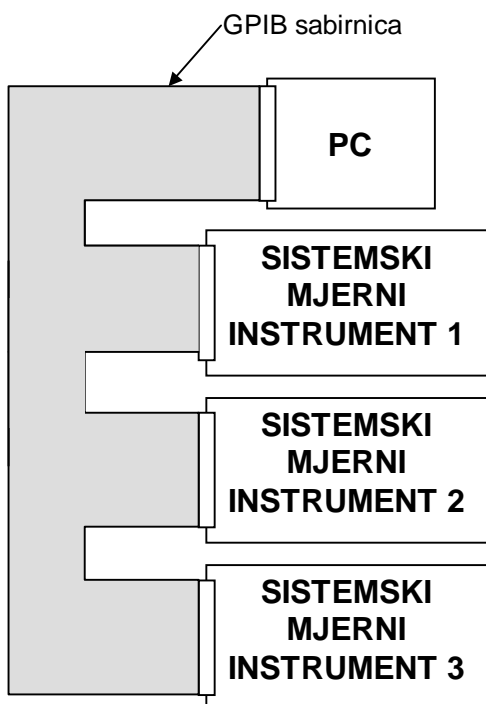 GPIB sabirnica
PC
SISTEMSKI
MJERNI
INSTRUMENT 1
SISTEMSKI
MJERNI
INSTRUMENT 2
SISTEMSKI
MJERNI
INSTRUMENT 3